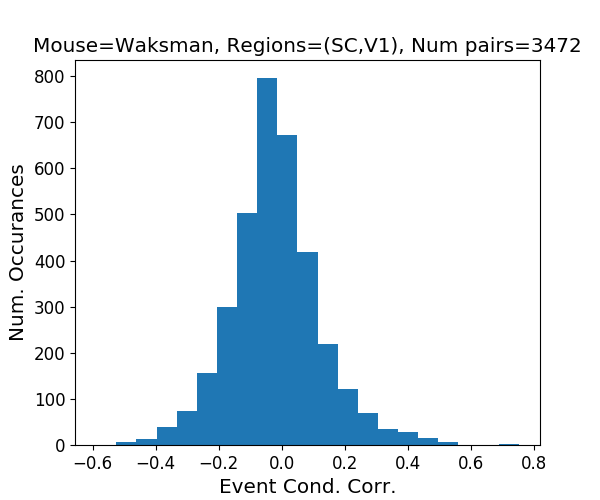 Mouse=Waksman, Regions=(SC,V1), Num pairs=3472
800
700
600
500
400
300
200
100
0
Num. Occurances
−0.6 −0.4 −0.2 0.0 0.2 0.4 0.6 0.8
Event Cond. Corr.